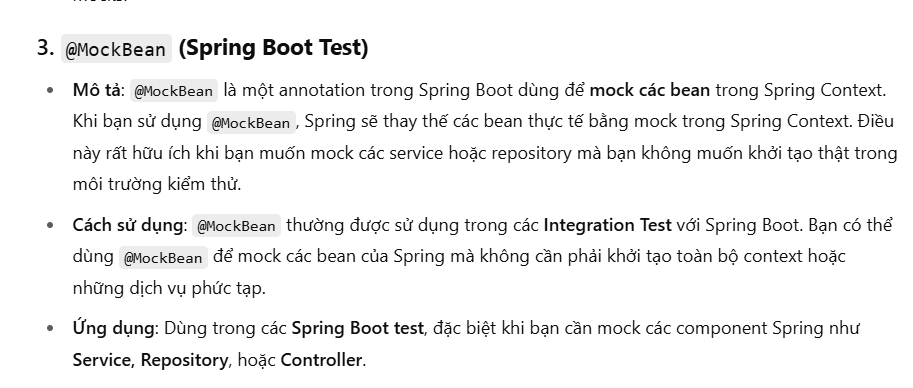 3. @MockBean (Spring Boot Test)
• Mô tả: @MockBean là một annotation trong Spring Boot dùng để mock các bean trong Spring Context.
Khi bạn sử dụng @MockBean, Spring sẽ thay thế các bean thực tế bằng mock trong Spring Context. Điều
này rất hữu ích khi bạn muốn mock các service hoặc repository mà bạn không muốn khởi tạo thật trong
môi trường kiểm thử.
• Cách sử dụng: @MockBean thường được sử dụng trong các Integration Test với Spring Boot. Bạn có thể
dùng @MockBean để mock các bean của Spring mà không cần phải khởi tạo toàn bộ context hoặc
những dịch vụ phức tạp.
• Ứng dụng: Dùng trong các Spring Boot test, đặc biệt khi bạn cần mock các component Spring như
Service, Repository, hoặc Controller.